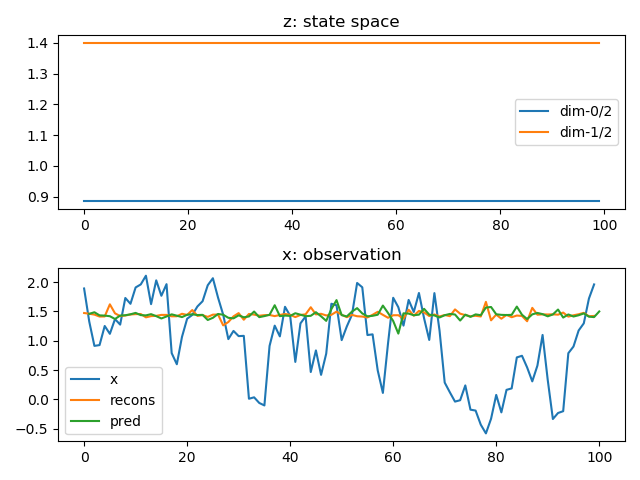 z: state space
1.4
1.3
1.2
1.1
1.0
0.9
dim-0/2
dim-1/2
0 20 40 60 80 100
x: observation
2.0
1.5
1.0
0.5
0.0
−0.5
x
recons
pred
0 20 40 60 80 100